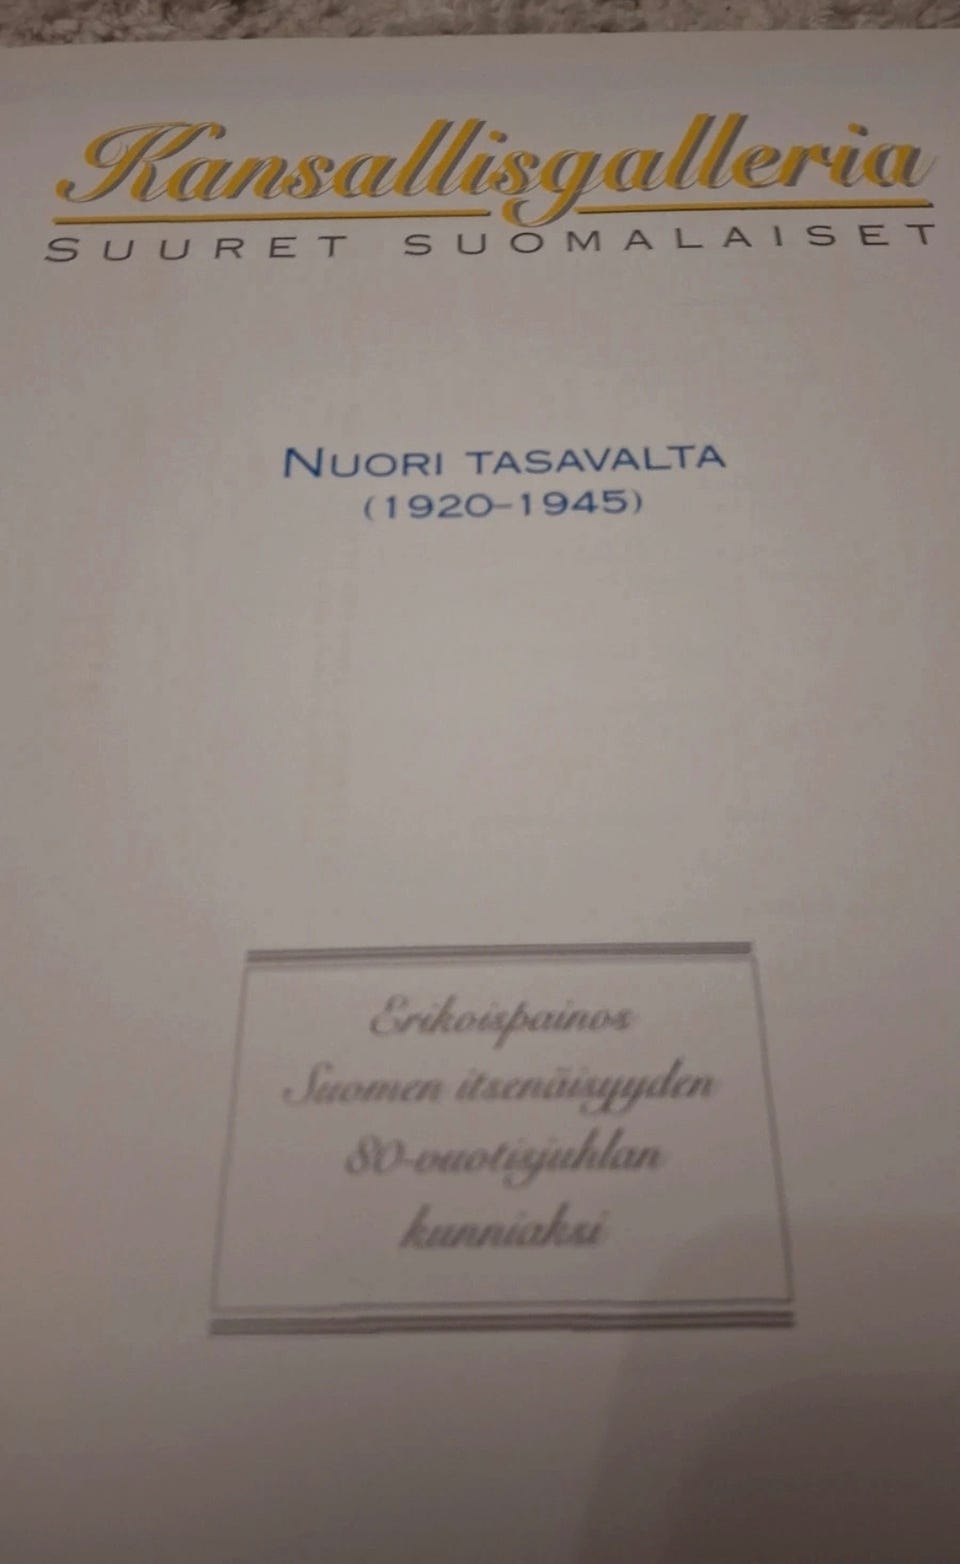 Kansallisgalleria
SUURET SUOMALAISET
NUORI TASAVALTA
(1920–1945)
Erikoispainos
Suomen itsenäisyyden
80-vuotisjuhlan
kunniaksi